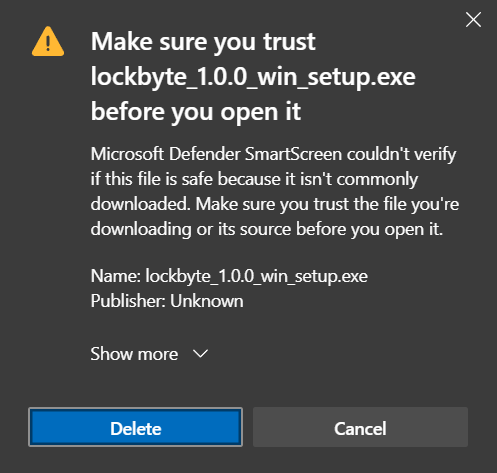 Make sure you trust
lockbyte_1.0.0_win_setup.exe
before you open it
Microsoft Defender SmartScreen couldn't verify
if this file is safe because it isn't commonly
downloaded. Make sure you trust the file you're
downloading or its source before you open it.
Name: lockbyte_1.0.0_win_setup.exe
Publisher: Unknown
Show more
Delete
Cancel